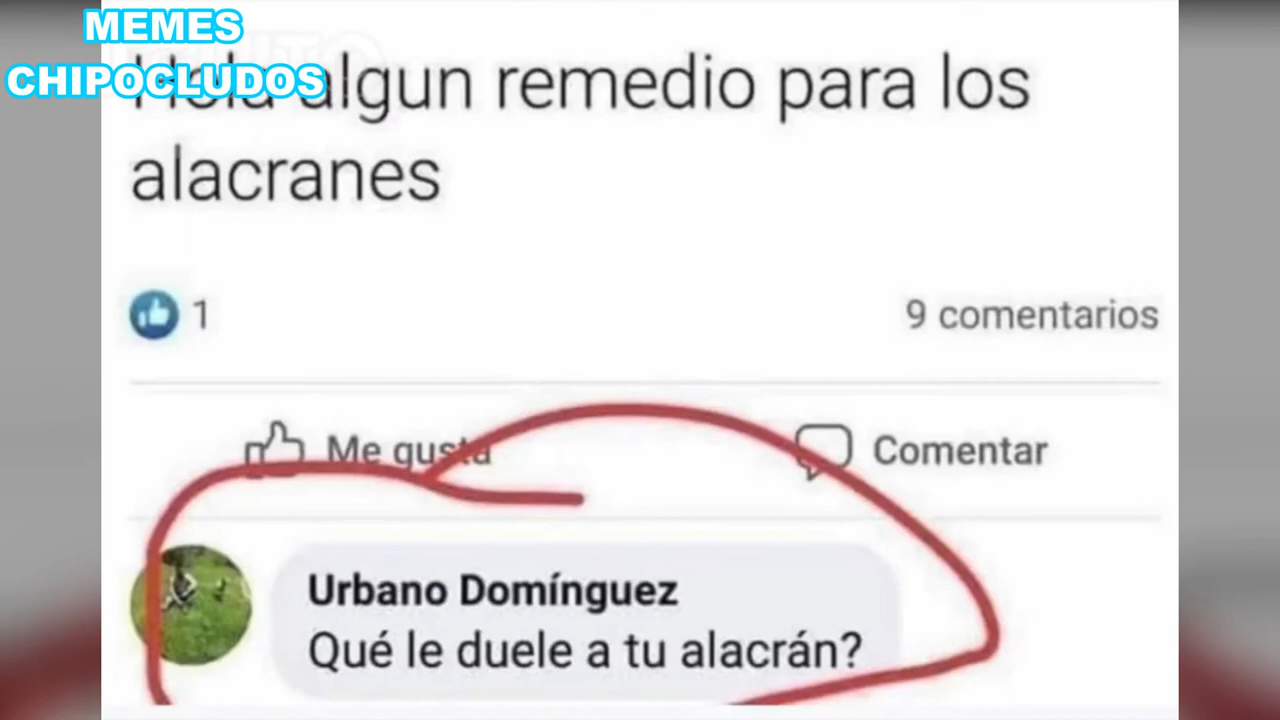 MEMES
CHIPOCLUDOS
Hola algun remedio para los
alacranes
1
9 comentarios
Me gusta
Comentar
Urbano Domínguez
Qué le duele a tu alacrán?